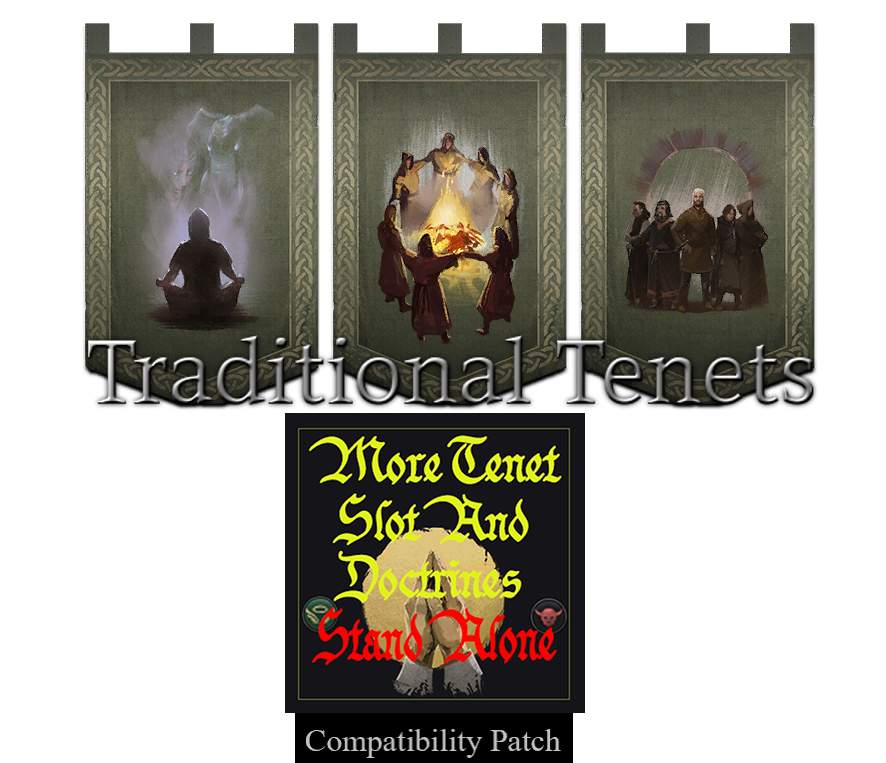 Traditional Tenets
More Tenet
Slot And
Doctrines
Stand Alone
Compatibility Patch